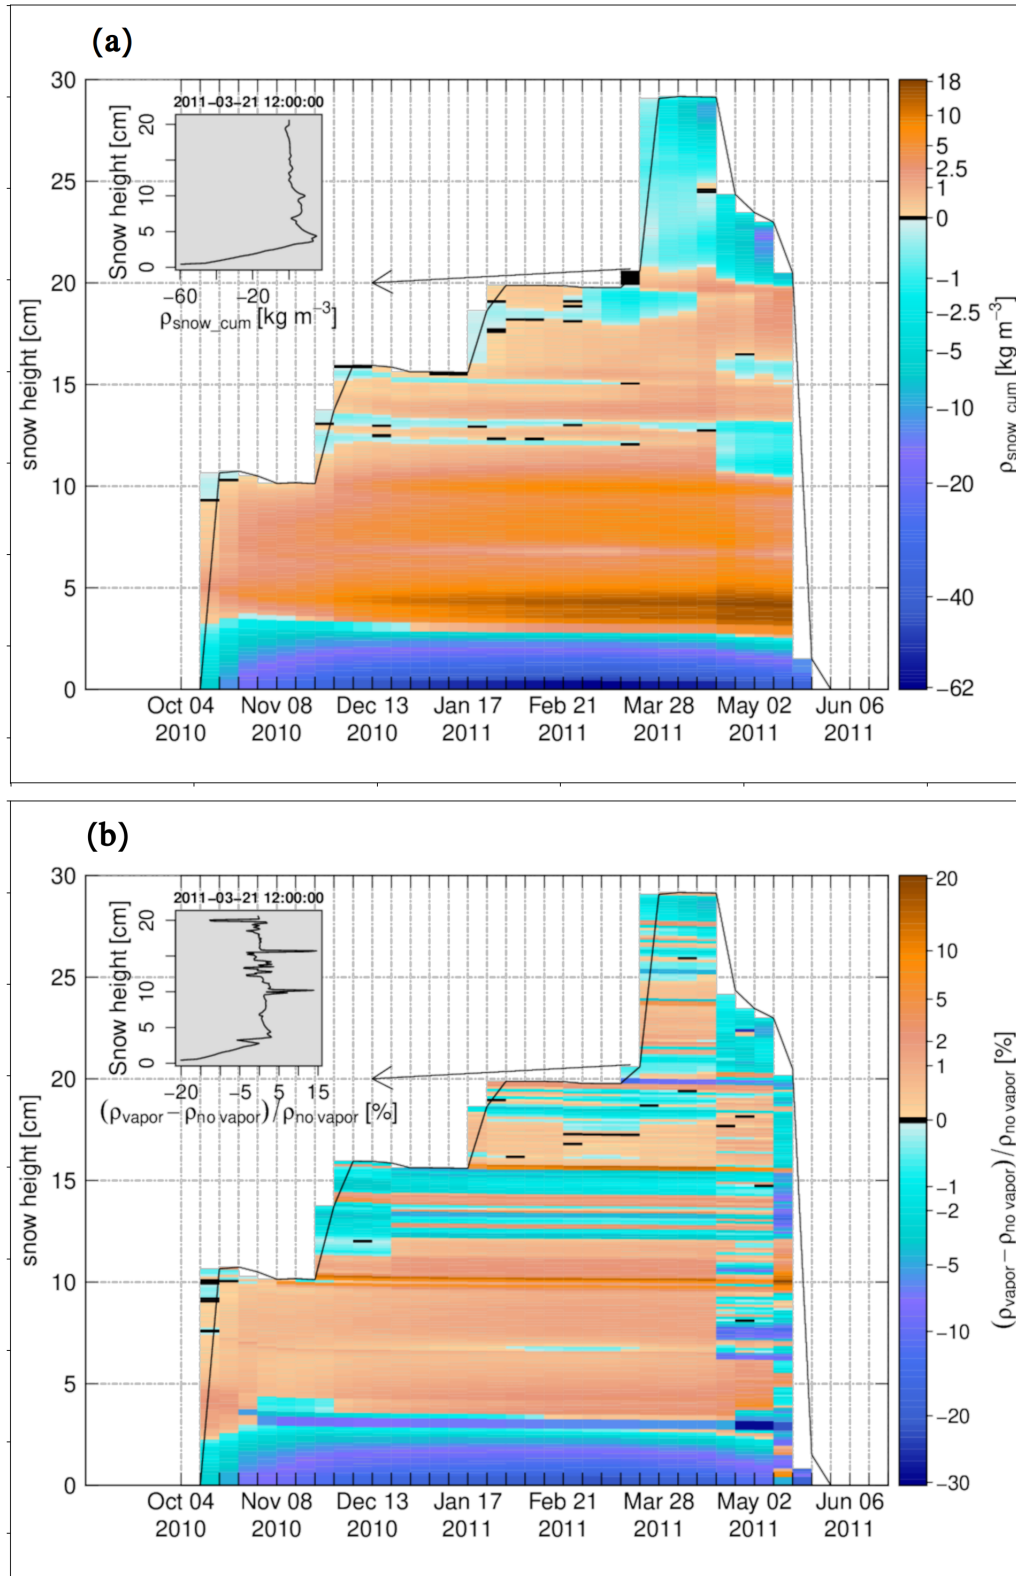 (a)
30
25
20
15
10
5
0
snow height [cm]
2011−03−21 12:00:00
Snow height [cm]
20
10
5
0
−60 −20
ρsnow_cum [kg m−3]
Oct 04 2010
Nov 08 2010
Dec 13 2010
Jan 17 2011
Feb 21 2011
Mar 28 2011
May 02 2011
Jun 06 2011
18
10
5
2.5
1
0
−1
−2.5
−5
−10
−20
−40
−62
ρsnow_cum [kg m−3]
(b)
30
25
20
15
10
5
0
snow height [cm]
2011−03−21 12:00:00
Snow height [cm]
20
10
5
0
−20 −5 5 15
(ρvapor − ρno vapor) / ρno vapor [%]
Oct 04 2010
Nov 08 2010
Dec 13 2010
Jan 17 2011
Feb 21 2011
Mar 28 2011
May 02 2011
Jun 06 2011
20
10
5
2
1
0
−1
−2
−5
−10
−20
−30
(ρvapor − ρno vapor) / ρno vapor [%]